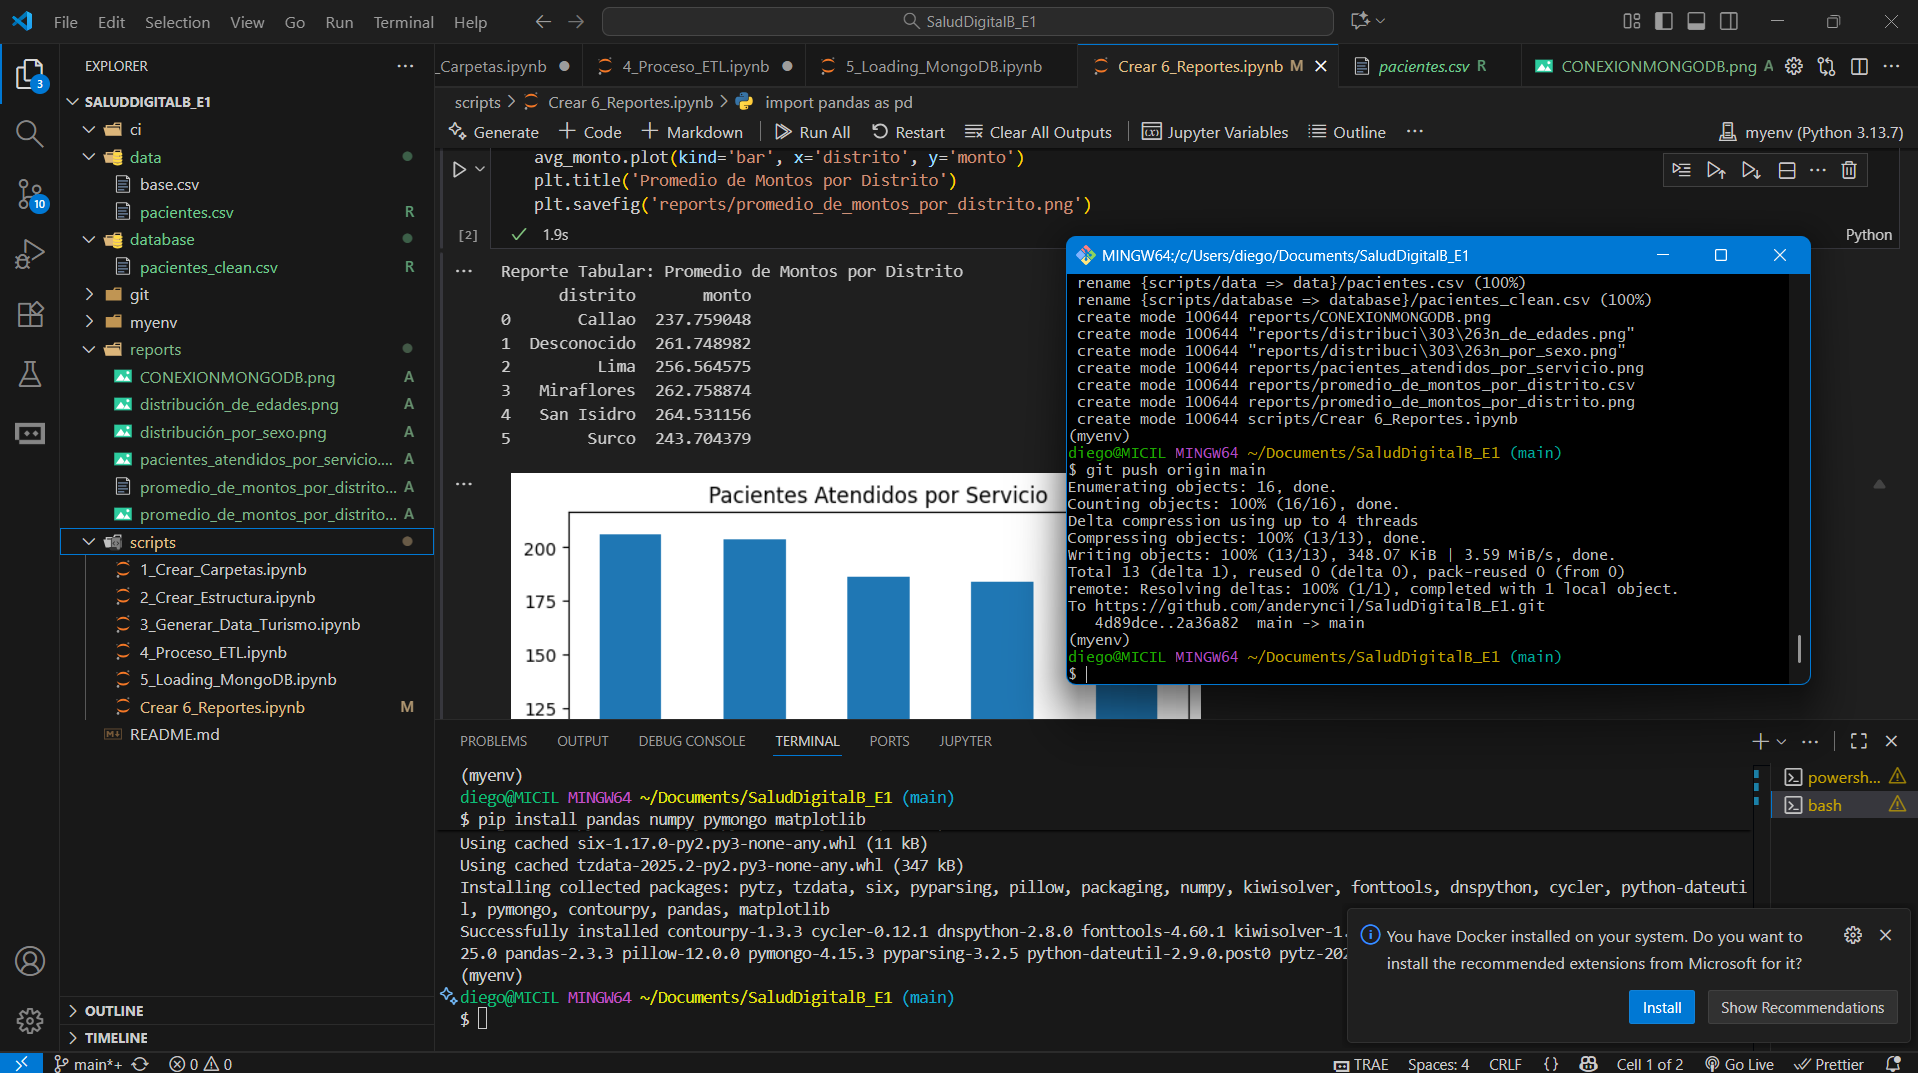 File Edit Selection View Go Run Terminal Help
SaludDigitalB_E1
EXPLORER
SALUDDIGITALB_E1
ci
data
base.csv
pacientes.csv R
database
pacientes_clean.csv R
git
myenv
reports
CONEXIONMONGODB.png A
distribución_de_edades.png A
distribución_por_sexo.png A
pacientes_atendidos_por_servicio.... A
promedio_de_montos_por_distrito... A
promedio_de_montos_por_distrito... A
scripts
1_Crear_Carpetas.ipynb
2_Crear_Estructura.ipynb
3_Generar_Data_Turismo.ipynb
4_Proceso_ETL.ipynb
5_Loading_MongoDB.ipynb
Crear 6_Reportes.ipynb M
README.md
OUTLINE
TIMELINE
3
10
_Carpetas.ipynb
4_Proceso_ETL.ipynb
5_Loading_MongoDB.ipynb
Crear 6_Reportes.ipynb M
pacientes.csv R
CONEXIONMONGODB.png A
scripts > Crear 6_Reportes.ipynb > import pandas as pd
Generate + Code + Markdown Run All Restart Clear All Outputs Jupyter Variables Outline ...
myenv (Python 3.13.7)
avg_monto.plot(kind='bar', x='distrito', y='monto')
plt.title('Promedio de Montos por Distrito')
plt.savefig('reports/promedio_de_montos_por_distrito.png')
[2] 1.9s
Python
Reporte Tabular: Promedio de Montos por Distrito
distrito monto
0 Callao 237.759048
1 Desconocido 261.748982
2 Lima 256.564575
3 Miraflores 262.758874
4 San Isidro 264.531156
5 Surco 243.704379
Pacientes Atendidos por Servicio
200
175
150
125
MINGW64:/c/Users/diego/Documents/SaludDigitalB_E1
rename {scripts/data => data}/pacientes.csv (100%)
rename {scripts/database => database}/pacientes_clean.csv (100%)
create mode 100644 reports/CONEXIONMONGODB.png
create mode 100644 "reports/distribuci\303\263n_de_edades.png"
create mode 100644 "reports/distribuci\303\263n_por_sexo.png"
create mode 100644 reports/pacientes_atendidos_por_servicio.png
create mode 100644 reports/promedio_de_montos_por_distrito.csv
create mode 100644 reports/promedio_de_montos_por_distrito.png
create mode 100644 scripts/Crear 6_Reportes.ipynb
(myenv)
diego@MICIL MINGW64 ~/Documents/SaludDigitalB_E1 (main)
$ git push origin main
Enumerating objects: 16, done.
Counting objects: 100% (16/16), done.
Delta compression using up to 4 threads
Compressing objects: 100% (13/13), done.
Writing objects: 100% (13/13), 348.07 KiB | 3.59 MiB/s, done.
Total 13 (delta 1), reused 0 (delta 0), pack-reused 0 (from 0)
remote: Resolving deltas: 100% (1/1), completed with 1 local object.
To https://github.com/anderyncil/SaludDigitalB_E1.git
4d89dce..2a36a82 main -> main
(myenv)
diego@MICIL MINGW64 ~/Documents/SaludDigitalB_E1 (main)
$
PROBLEMS OUTPUT DEBUG CONSOLE TERMINAL PORTS JUPYTER
(myenv)
diego@MICIL MINGW64 ~/Documents/SaludDigitalB_E1 (main)
$ pip install pandas numpy pymongo matplotlib
Using cached six-1.17.0-py2.py3-none-any.whl (11 kB)
Using cached tzdata-2025.2-py2.py3-none-any.whl (347 kB)
Installing collected packages: pytz, tzdata, six, pyparsing, pillow, packaging, numpy, kiwisolver, fonttools, dnspython, cycler, python-dateuti
l, pymongo, contourpy, pandas, matplotlib
Successfully installed contourpy-1.3.3 cycler-0.12.1 dnspython-2.8.0 fonttools-4.60.1 kiwisolver-1.
25.0 pandas-2.3.3 pillow-12.0.0 pymongo-4.15.3 pyparsing-3.2.5 python-dateutil-2.9.0.post0 pytz-202
(myenv)
diego@MICIL MINGW64 ~/Documents/SaludDigitalB_E1 (main)
$
powersh...
bash
You have Docker installed on your system. Do you want to
install the recommended extensions from Microsoft for it?
Install
Show Recommendations
main*+ 0 0
TRAE Spaces: 4 CRLF {} Cell 1 of 2 Go Live Prettier